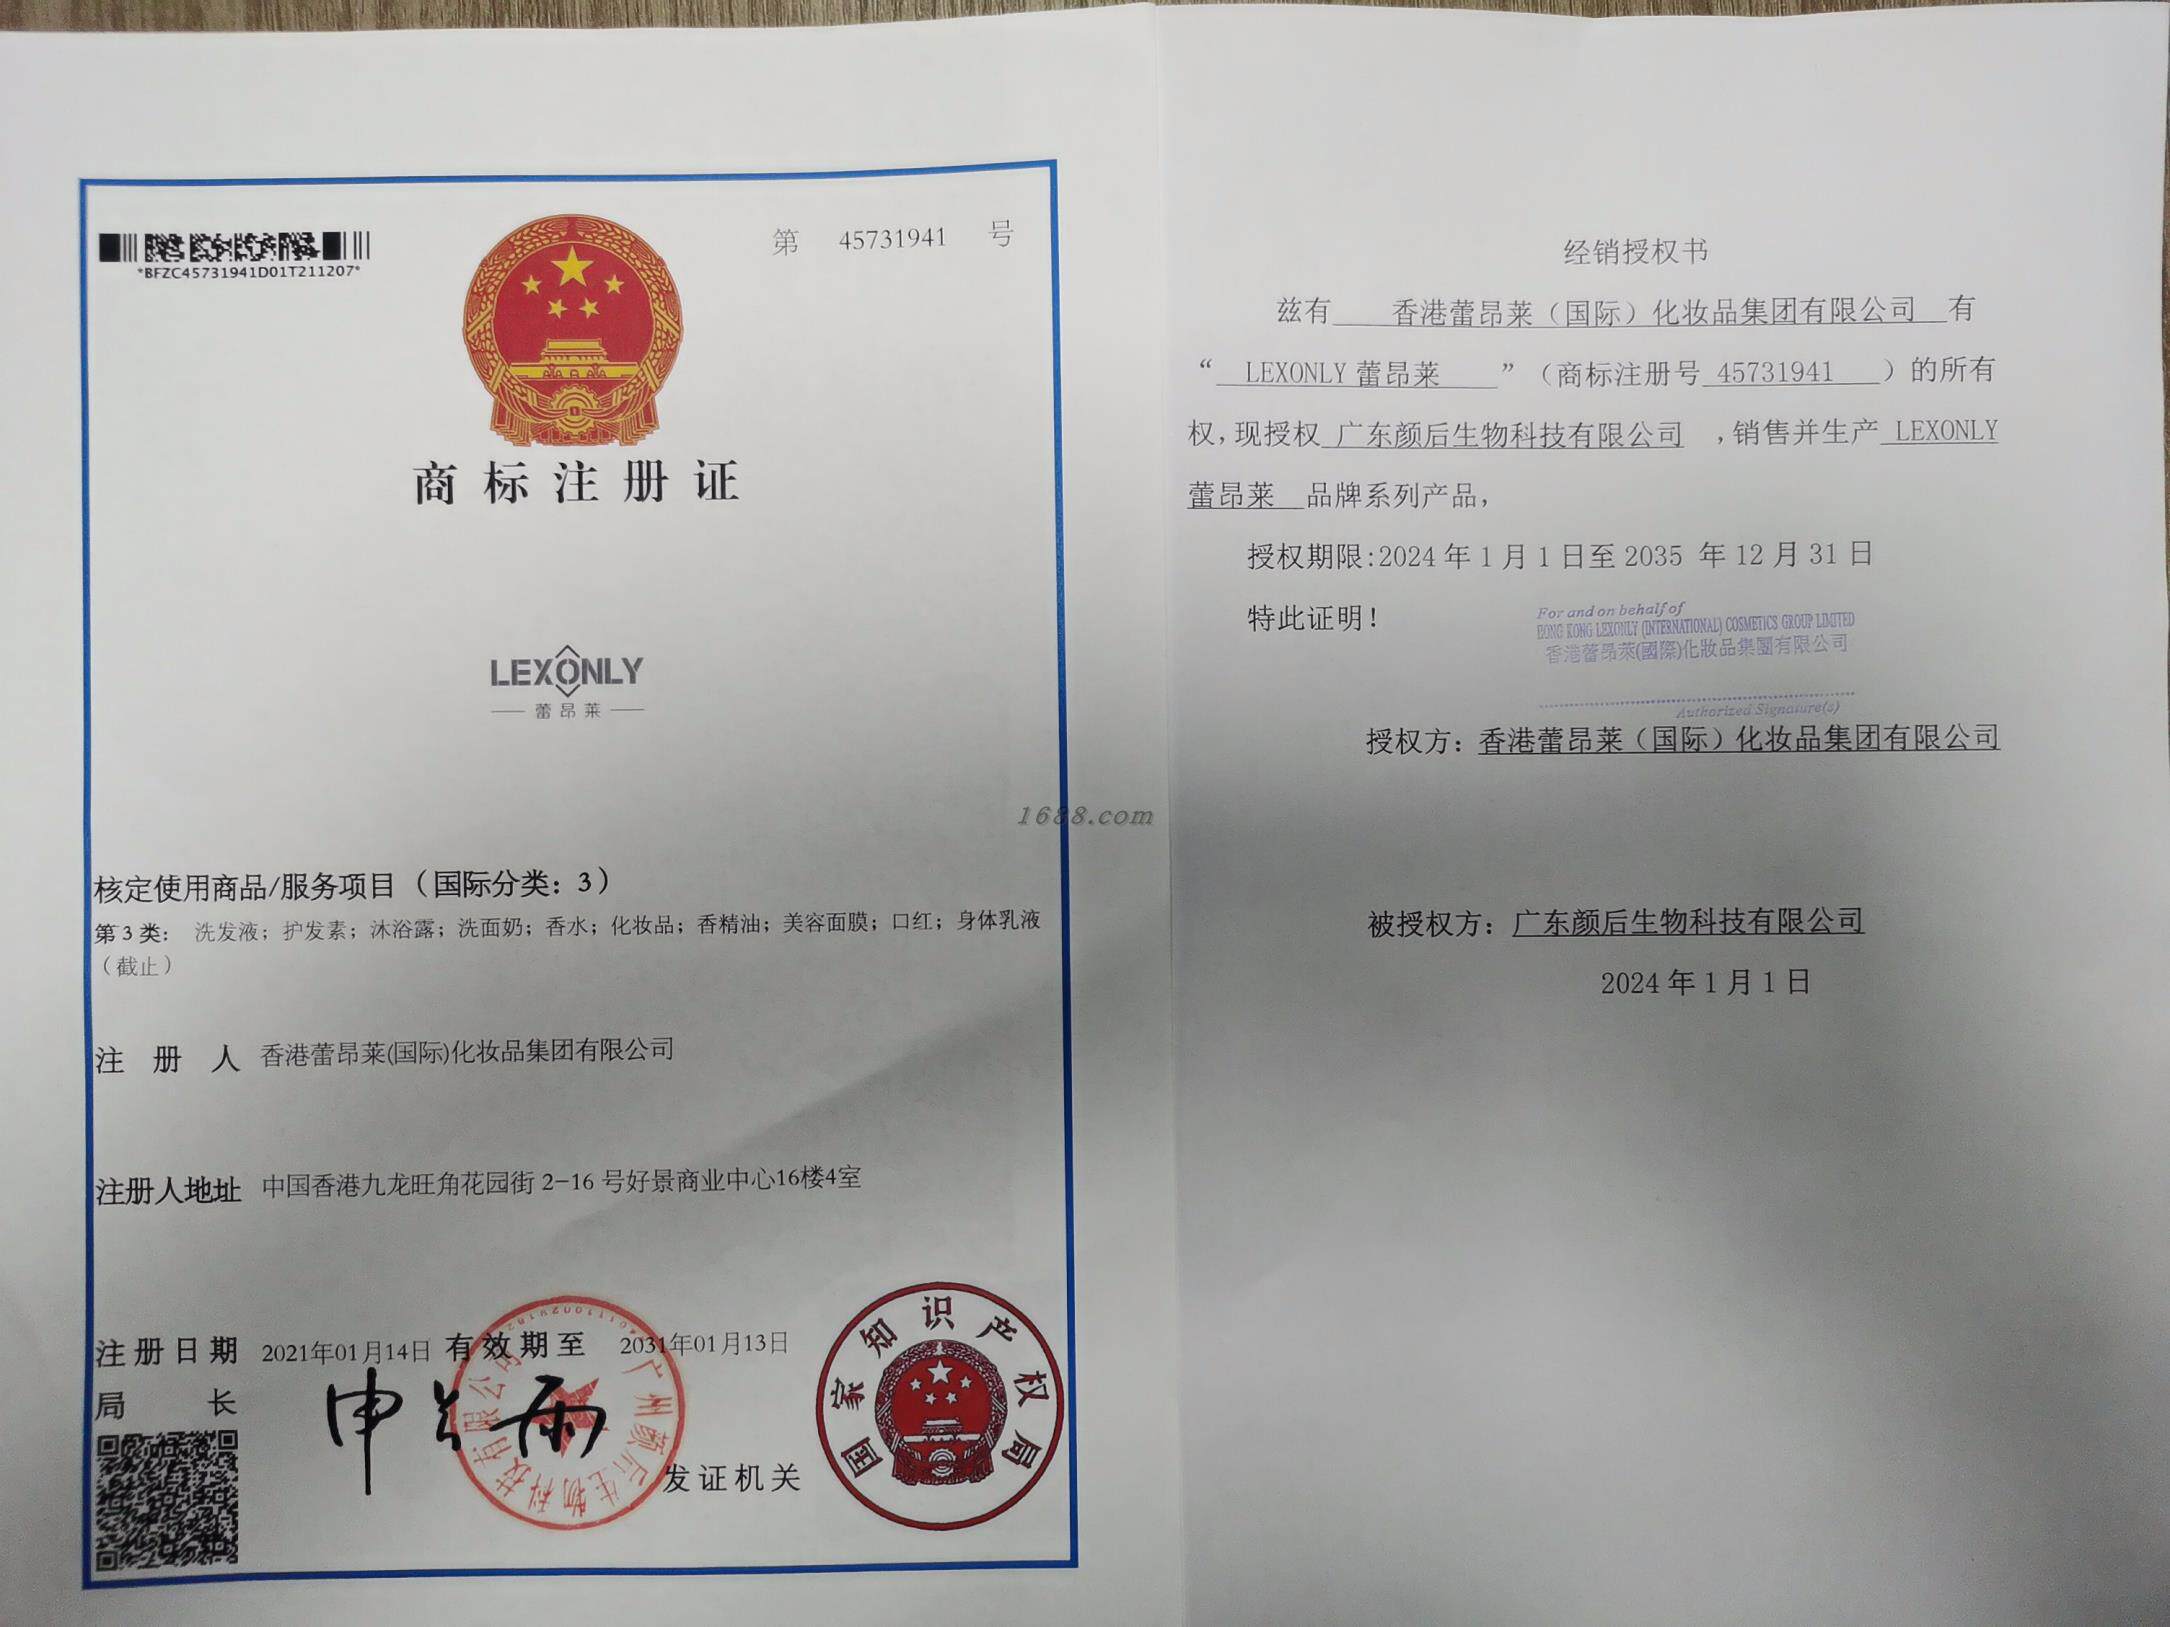 *BFZC45731941D01T211207*
第 45731941 号
商标注册证
LEXONLY
蕾昂莱
核定使用商品/服务项目（国际分类：3）
第3类： 洗发液；护发素；沐浴露；洗面奶；香水；化妆品；香精油；美容面膜；口红；身体乳液
（截止）
注册人 香港蕾昂莱(国际)化妆品集团有限公司
注册人地址 中国香港九龙旺角花园街 2-16 号好景商业中心16楼4室
注册日期 2021年01月14日 有效期至 2031年01月13日
局长 申长雨
发证机关
国家知识产权局
广州颜后生物科技有限公司
1688.com
经销授权书
兹有 香港蕾昂莱（国际）化妆品集团有限公司 有
“ LEXONLY 蕾昂莱 ”（商标注册号 45731941 ）的所有
权,现授权 广东颜后生物科技有限公司 ,销售并生产 LEXONLY
蕾昂莱 品牌系列产品,
授权期限:2024 年 1 月 1 日至 2035 年 12 月 31 日
特此证明!
For and on behalf of
HONG KONG LEXONLY (INTERNATIONAL) COSMETICS GROUP LIMITED
香港蕾昂萊(國際)化妝品集團有限公司
Authorized Signature(s)
授权方：香港蕾昂莱（国际）化妆品集团有限公司
被授权方：广东颜后生物科技有限公司
2024 年 1 月 1 日